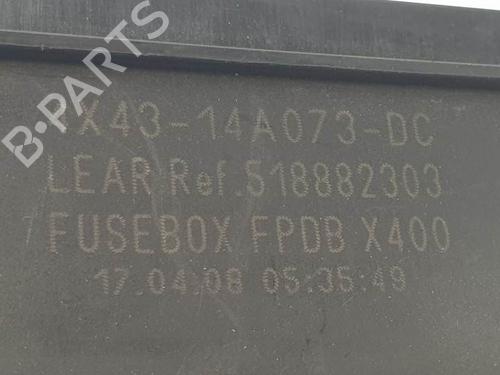 X43-14A073-DC
LEAR Ref.518882303
FUSEBOX FPDB X400
17.04.08 05:35:49
B-PARTS